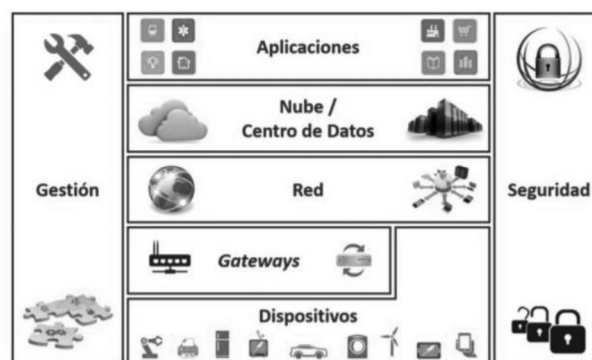 Aplicaciones
Nube /
Centro de Datos
Gestión
Red
Seguridad
Gateways
Dispositivos